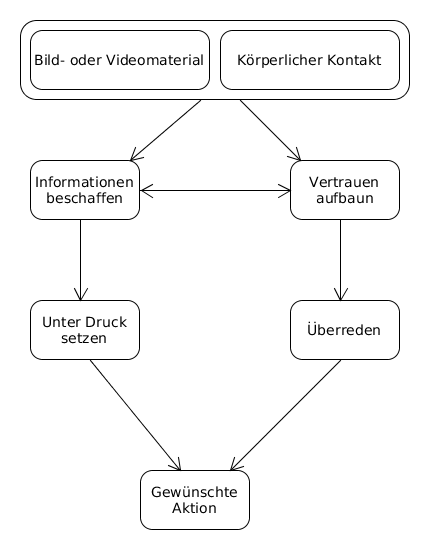 Bild- oder Videomaterial
Körperlicher Kontakt
Informationen
beschaffen
Vertrauen
aufbaun
Unter Druck
setzen
Überreden
Gewünschte
Aktion